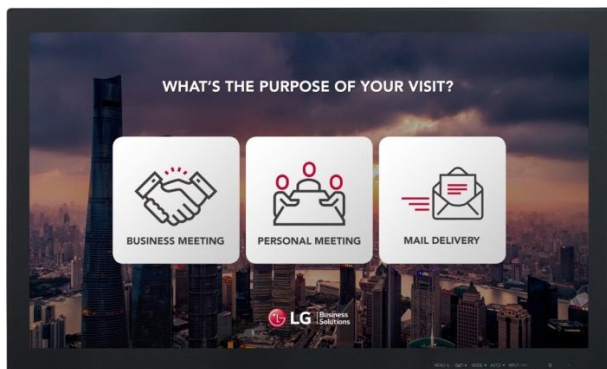 WHAT'S THE PURPOSE OF YOUR VISIT?
BUSINESS MEETING
PERSONAL MEETING
MAIL DELIVERY
LG Business
Solutions